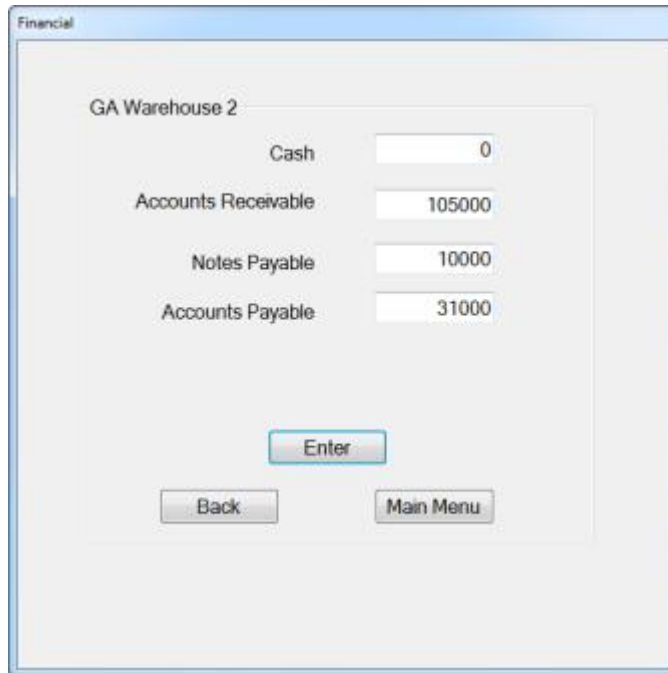 Financial
GA Warehouse 2
Cash 0
Accounts Receivable 105000
Notes Payable 10000
Accounts Payable 31000
Enter
Back Main Menu